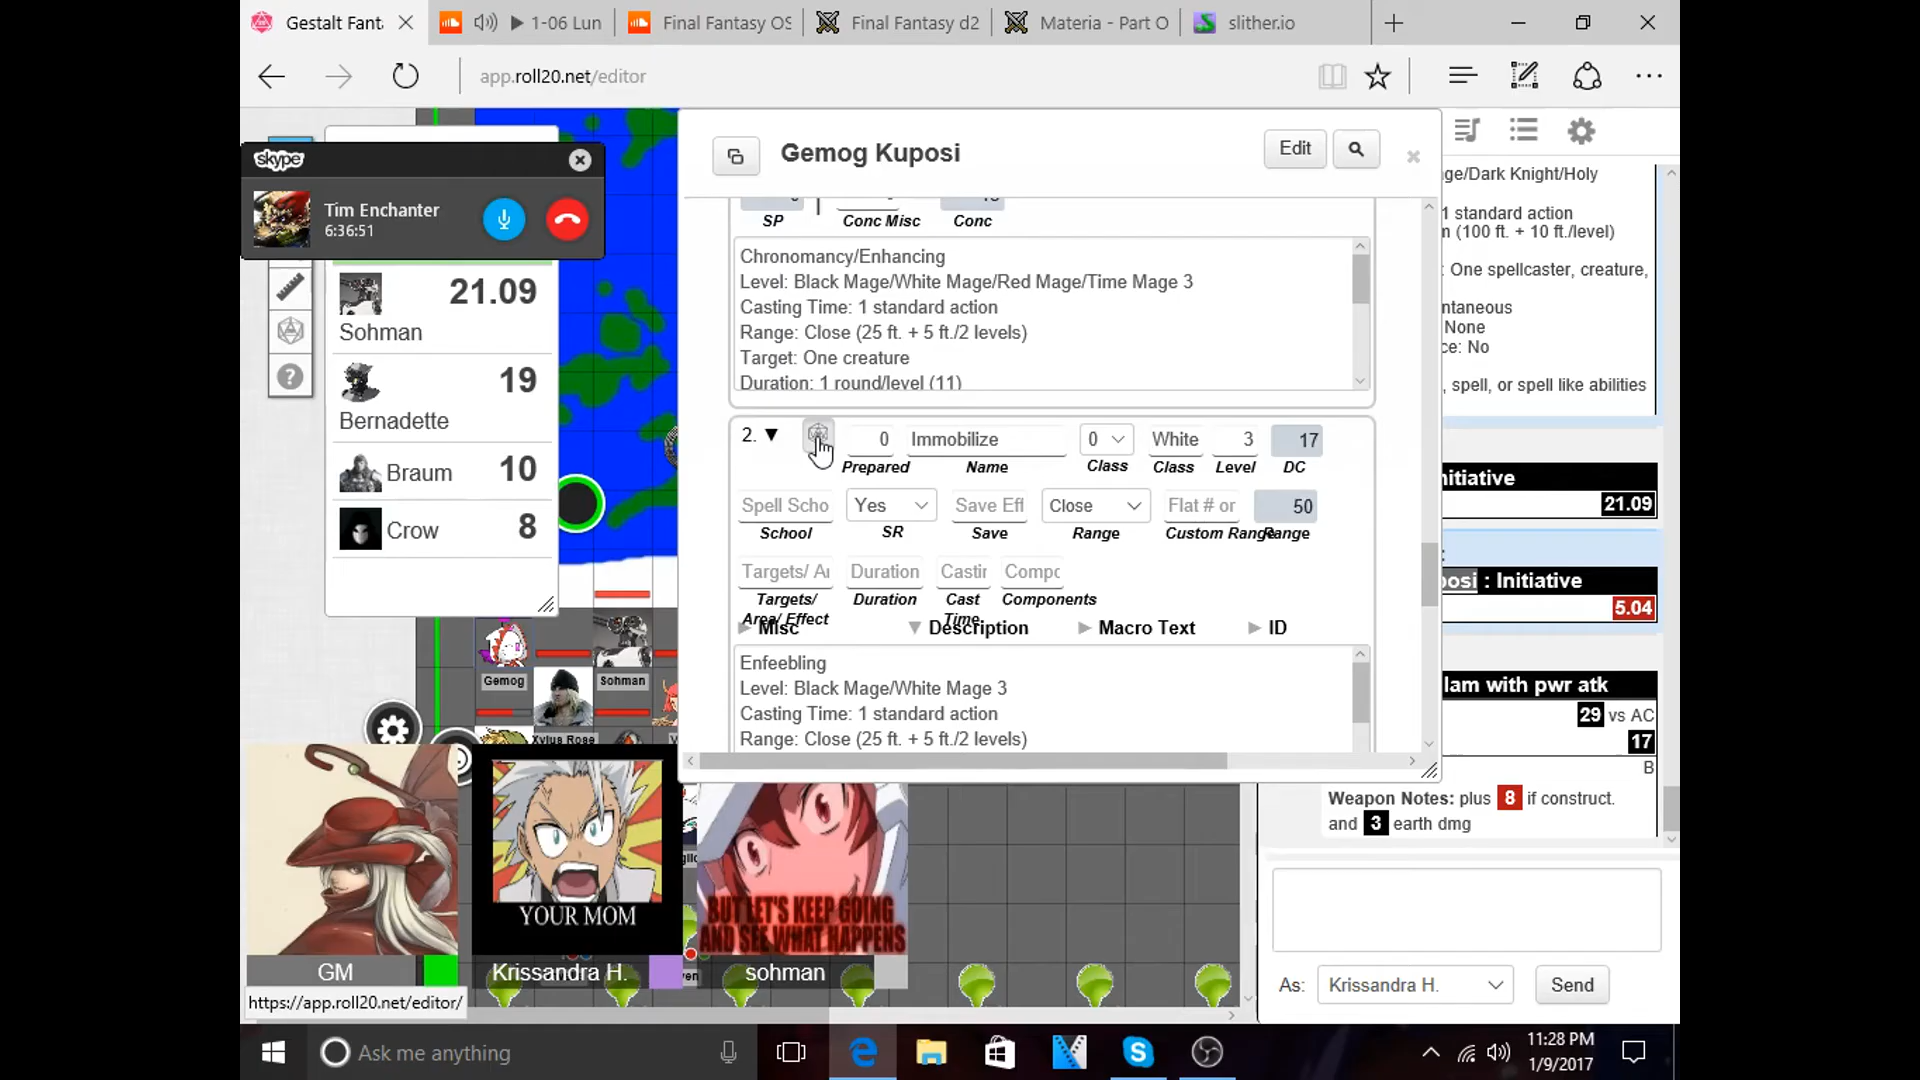 Gestalt Fant
1-06 Lun
Final Fantasy OS
Final Fantasy d2
Materia - Part O
slither.io
app.roll20.net/editor
skype
Tim Enchanter
6:36:51
21.09
Sohman
19
Bernadette
Braum
10
Crow
8
Gemog Kuposi
Edit
SP
Conc Misc
Conc
Chronomancy/Enhancing
Level: Black Mage/White Mage/Red Mage/Time Mage 3
Casting Time: 1 standard action
Range: Close (25 ft. + 5 ft./2 levels)
Target: One creature
Duration: 1 round/level (11)
2.
0
Immobilize
0
White
3
17
Prepared
Name
Class
Class
Level
DC
Spell Scho
Yes
Save Eff
Close
Flat # or
50
School
SR
Save
Range
Custom Range
Range
Targets/ Ar
Duration
Castin
Compo
Targets/
Area/ Effect
Duration
Cast
Time
Components
Misc
Description
Macro Text
ID
Enfeebling
Level: Black Mage/White Mage 3
Casting Time: 1 standard action
Range: Close (25 ft. + 5 ft./2 levels)
ge/Dark Knight/Holy
1 standard action
m (100 ft. + 10 ft./level)
: One spellcaster, creature,
ntaneous
None
ce: No
, spell, or spell like abilities
nitiative
21.09
:
posi : Initiative
5.04
lam with pwr atk
29 vs AC
17
B
Weapon Notes: plus 8 if construct.
and 3 earth dmg
Gemog
Sohman
Xylus Rose
YOUR MOM
BUT LET'S KEEP GOING
AND SEE WHAT HAPPENS
GM
Krissandra H.
sohman
https://app.roll20.net/editor/
As:
Krissandra H.
Send
Ask me anything
11:28 PM
1/9/2017